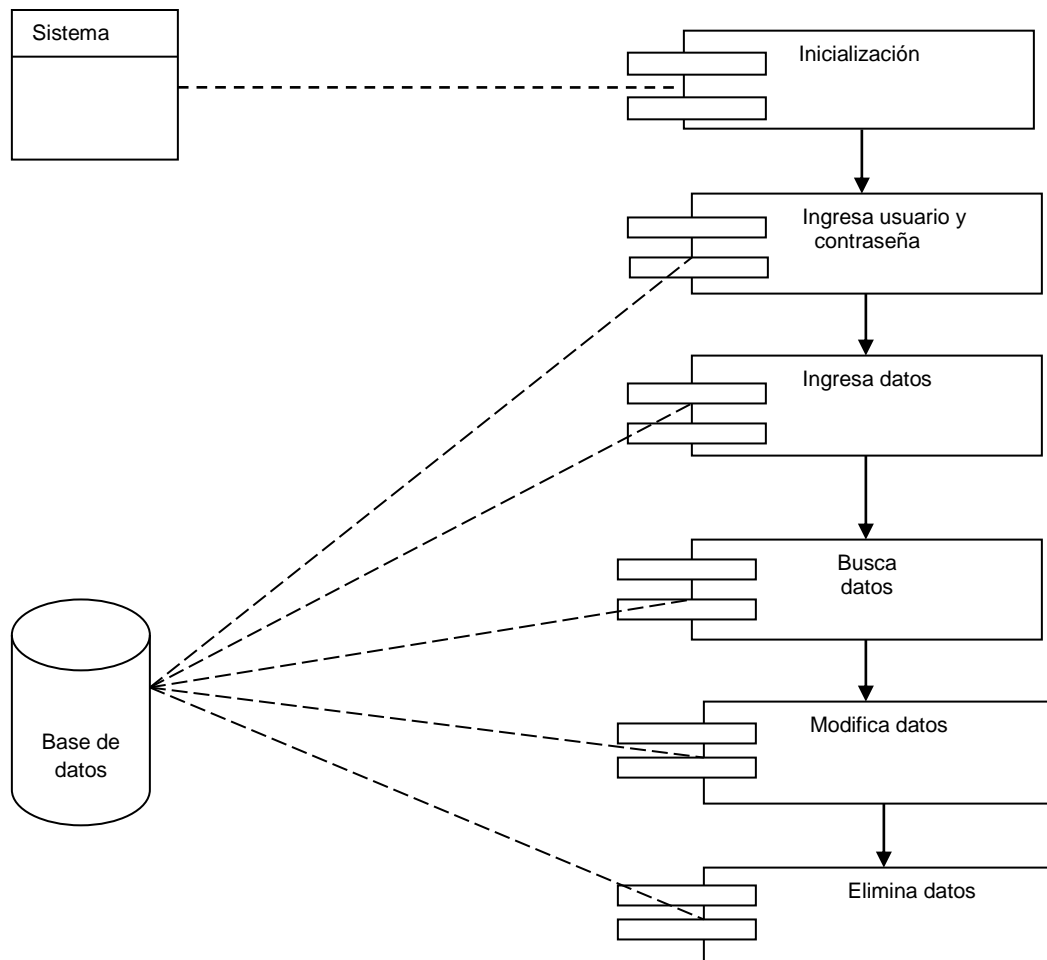 Sistema
Inicialización
Ingresa usuario y
contraseña
Ingresa datos
Busca
datos
Modifica datos
Base de
datos
Elimina datos